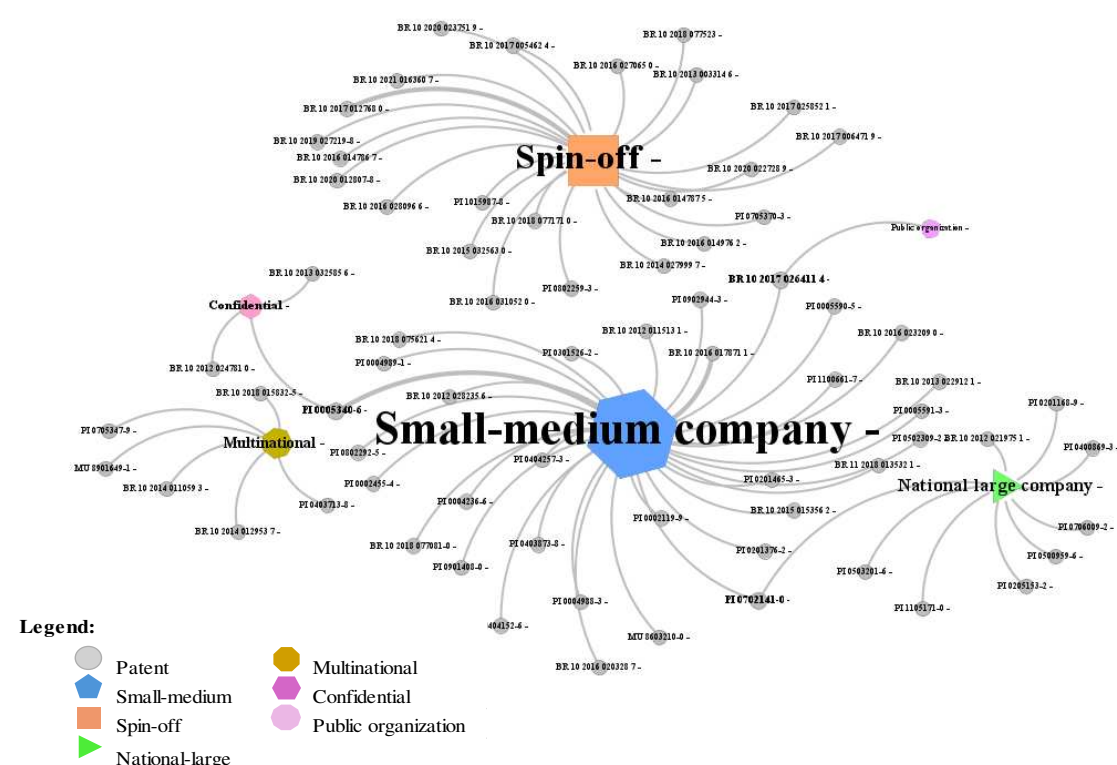 BR 10 2020 023751 9 –
BR 10 2018 077523 –
BR 10 2017 005462 4 –
BR 10 2016 027065 0 –
BR 10 2013 003314 6 –
BR 10 2021 016360 7 –
BR 10 2017 012768 0 –
BR 10 2017 025852 1 –
BR 10 2017 006471 9 –
BR 10 2019 027219-8 –
BR 10 2016 014786 7 –
Spin-off -
BR 10 2020 022728 9 –
BR 10 2020 012807-8 –
BR 10 2016 028096 6 –
PI 1015987-8 –
BR 10 2016 014787 5 –
BR 10 2018 077171 0 –
PI 0705370-3 –
Public organization –
BR 10 2016 014976 2 –
BR 10 2015 032563 0 –
BR 10 2014 027999 7 –
BR 10 2013 032585 6 –
BR 10 2017 026411 4-
PI 0802259-3 –
BR 10 2016 031052 0 –
PI 0902944-3 –
Confidential -
PI 0005590-5 –
BR 10 2012 011513 1 –
BR 10 2016 023209 0 –
BR 10 2018 075621 4 –
PI 0301526-2 –
BR 10 2016 017871 1 –
PI 0004989-1 –
BR 10 2012 024781 0 –
PI 1100661-7 –
BR 10 2013 022912 1 –
BR 10 2018 015832-5 –
BR 10 2012 028235 6 –
PI 0005340-6 -
PI 0005591-3 –
PI 0201168-9 –
PI 0705347-9 –
Multinational -
Small-medium company -
PI 0502309-2
BR 10 2012 021975 1 –
PI 0400869-3 –
PI 0802292-5 –
PI 0404257-3 –
BR 11 2018 013532 1 –
MU 8901649-1 –
PI 0002455-4 –
PI 0201465-3 –
National large company -
BR 10 2014 011059 3 –
PI 0403713-8 –
PI 0004236-6 –
BR 10 2015 015356 2 –
PI 0002119-9 –
PI 0706009-2 –
BR 10 2014 012953 7 –
BR 10 2018 077081-0 –
PI 0403873-8 –
PI 0201376-2 –
PI 0500959-6 –
PI 0901408-0 –
PI 0503201-6 –
PI 0205153-2 –
PI 0004988-3 –
PI 0702141-0 -
PI 1105171-0 –
404152-6 –
MU 8603210-0 –
BR 10 2016 020328 7 –
Legend:
Patent
Multinational
Small-medium
Confidential
Spin-off
Public organization
National-large